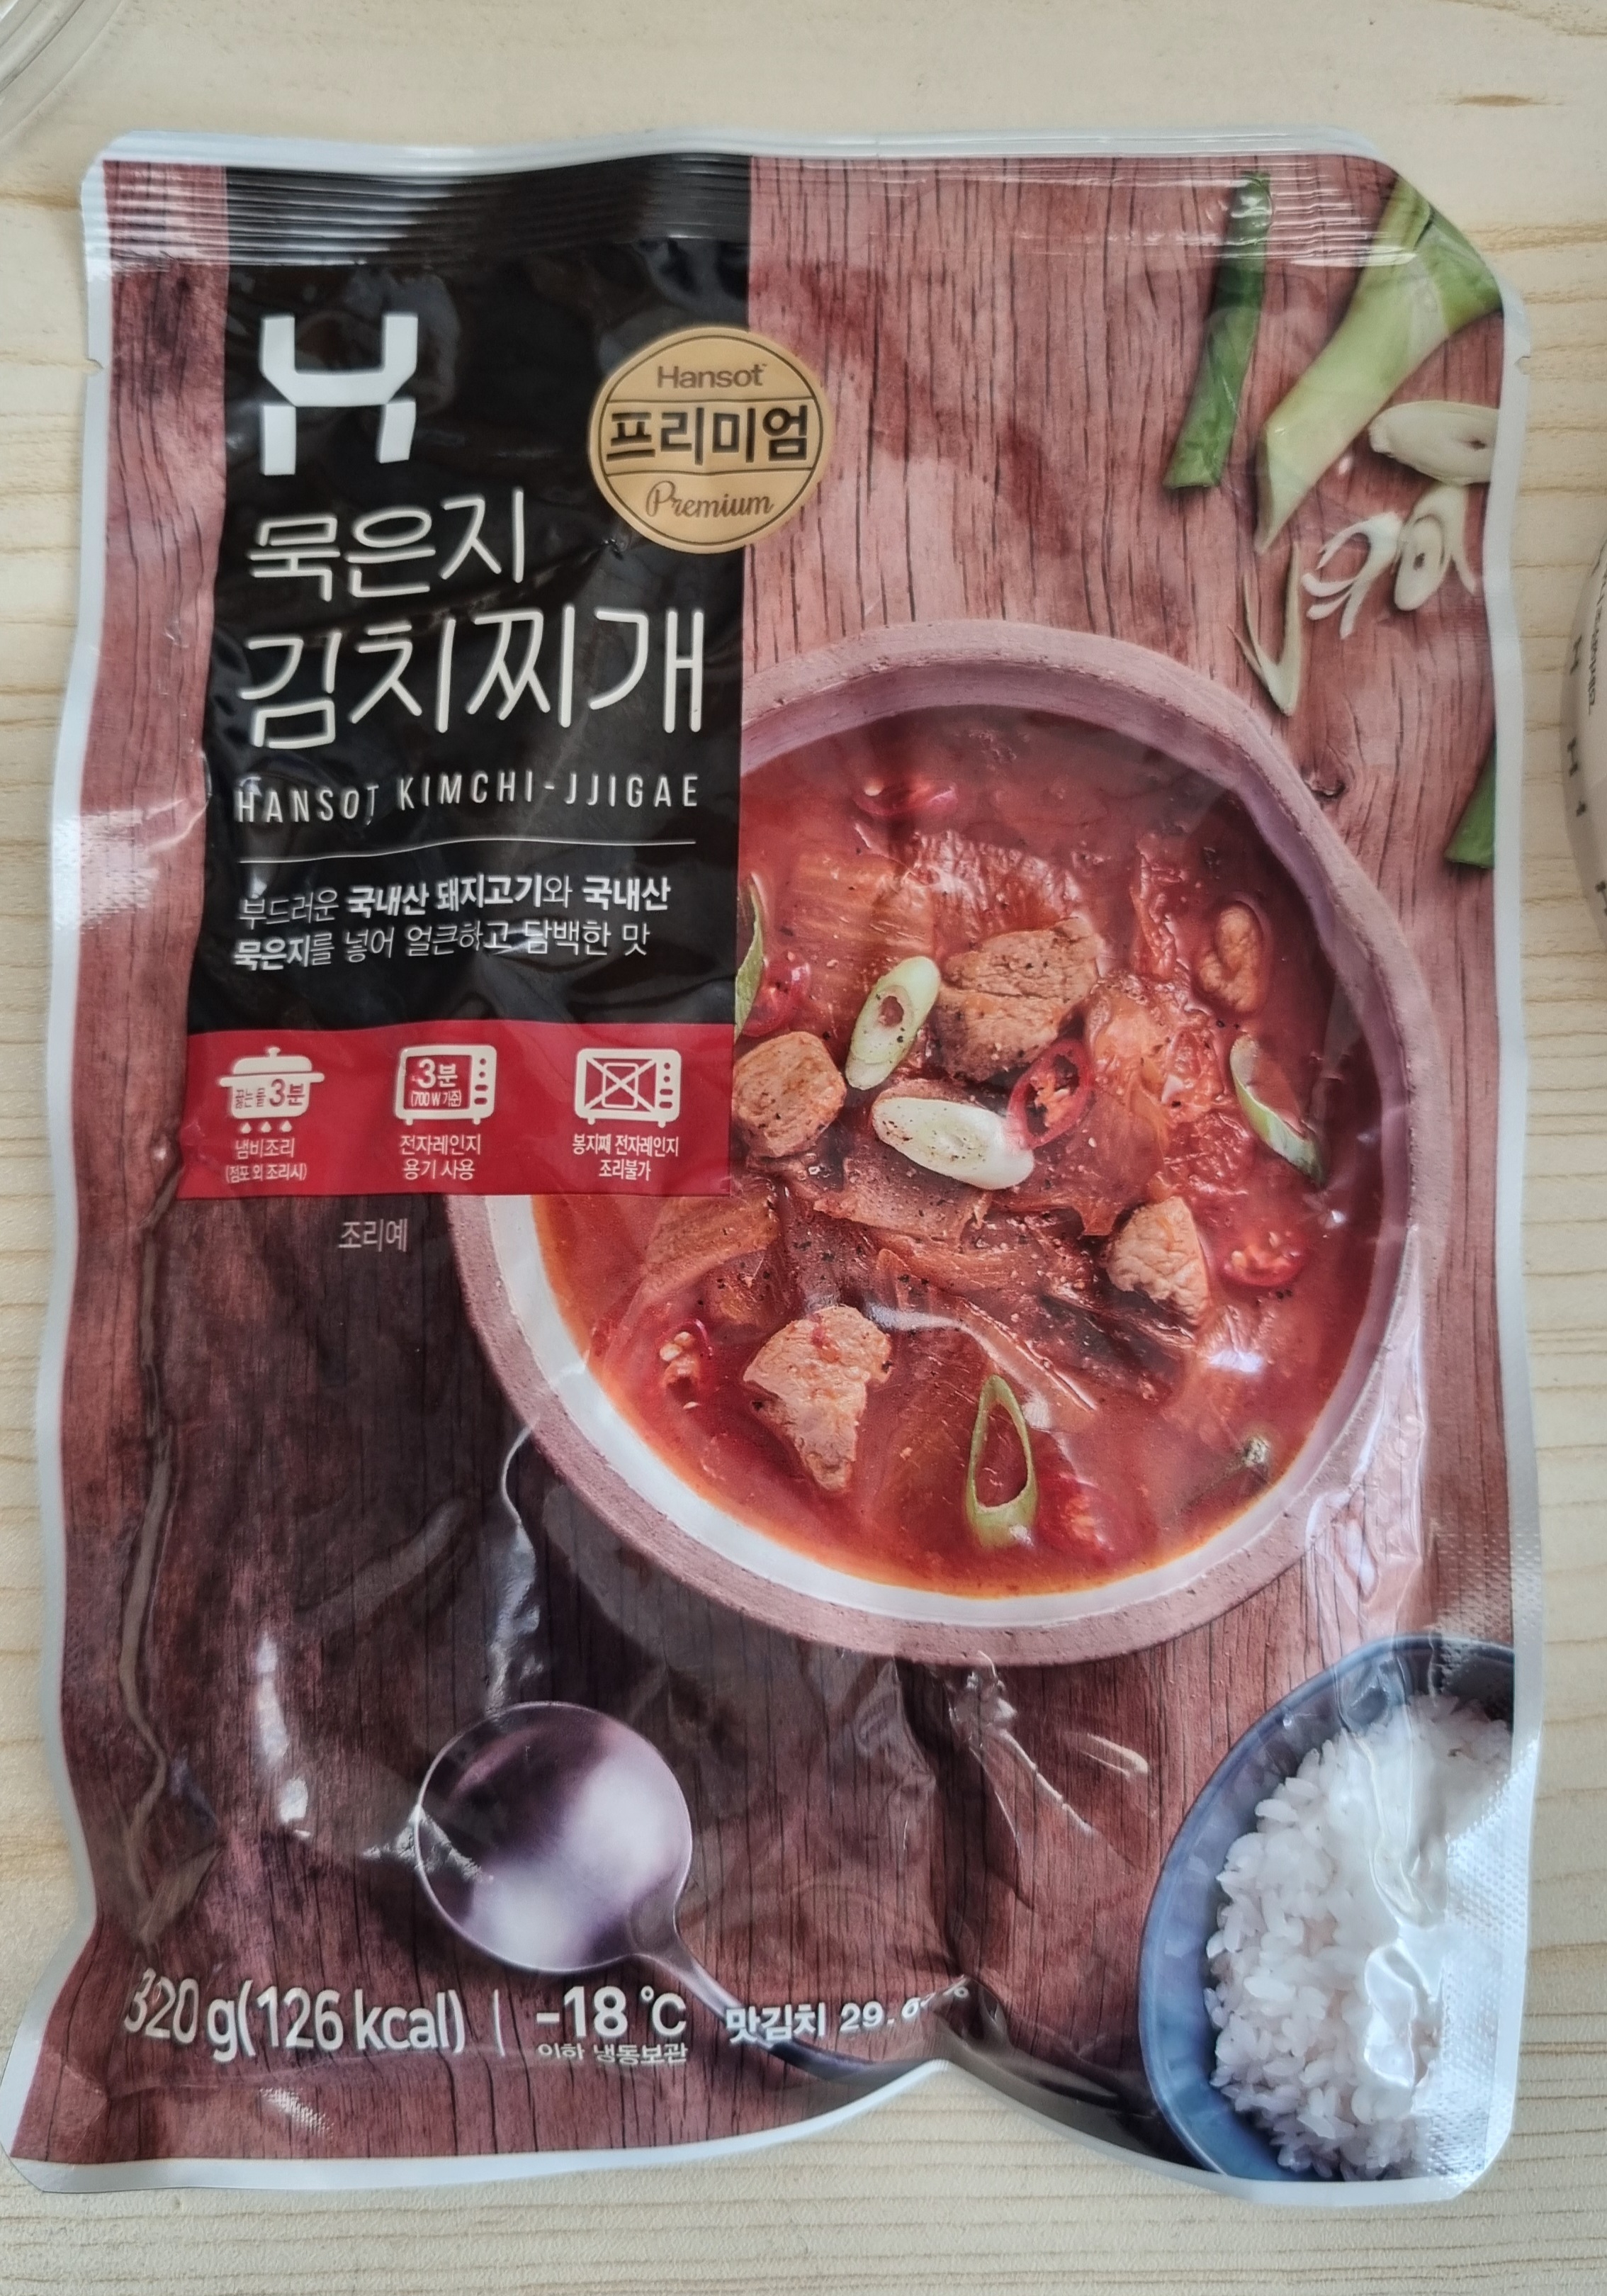 H
Hansot
프리미엄
Premium
묵은지
김치찌개
HANSOT KIMCHI-JJIGAE
부드러운 국내산 돼지고기와 국내산
묵은지를 넣어 얼큰하고 담백한 맛
끓는 물 3분
냄비조리
(점포 외 조리시)
3분
(700W 기준)
전자레인지
용기 사용
봉지째 전자레인지
조리불가
조리예
320 g(126 kcal) | -18 ℃
이하 냉동보관
맛김치